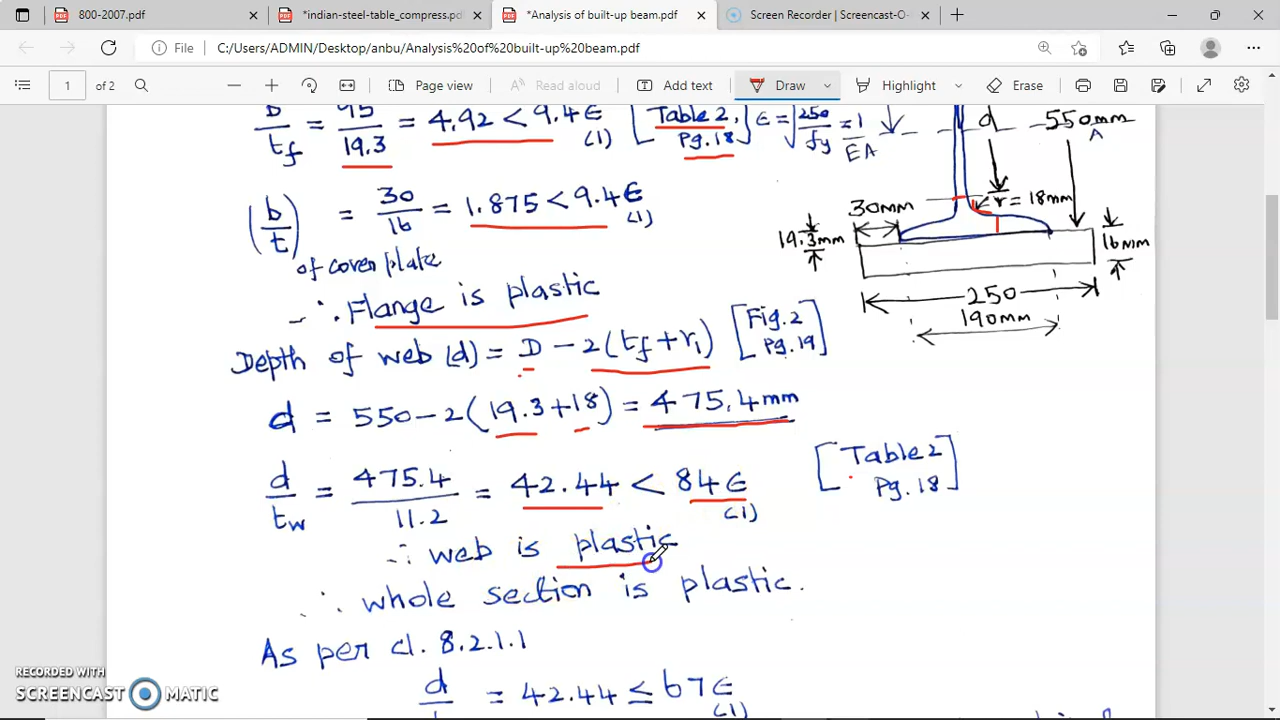 800-2007.pdf
*indian-steel-table_compress.pd
*Analysis of built-up beam.pdf
Screen Recorder | Screencast-O-
File C:/Users/ADMIN/Desktop/anbu/Analysis%20of%20built-up%20beam.pdf
1 of 2 Page view Read aloud Add text Draw Highlight Erase
b/tf = 95/19.3 = 4.92 < 9.4ϵ (1) [Table 2, Pg.18] ϵ = √250/fy = 1
EA
d
550mm
A
(b/t) = 30/16 = 1.875 < 9.4ϵ (1)
of cover plate
30mm
r = 18mm
19.3mm
16mm
250
190mm
∴ Flange is plastic
Depth of web (d) = D - 2(tf + r1) [Fig.2 Pg.19]
d = 550 - 2(19.3+18) = 475.4mm
d/tw = 475.4/11.2 = 42.44 < 84ϵ (1) [Table 2 Pg.18]
∴ web is plastic
∴ whole section is plastic.
As per cl. 8.2.1.1
d = 42.44 ≤ 67ϵ
(1)
RECORDED WITH
SCREENCAST MATIC